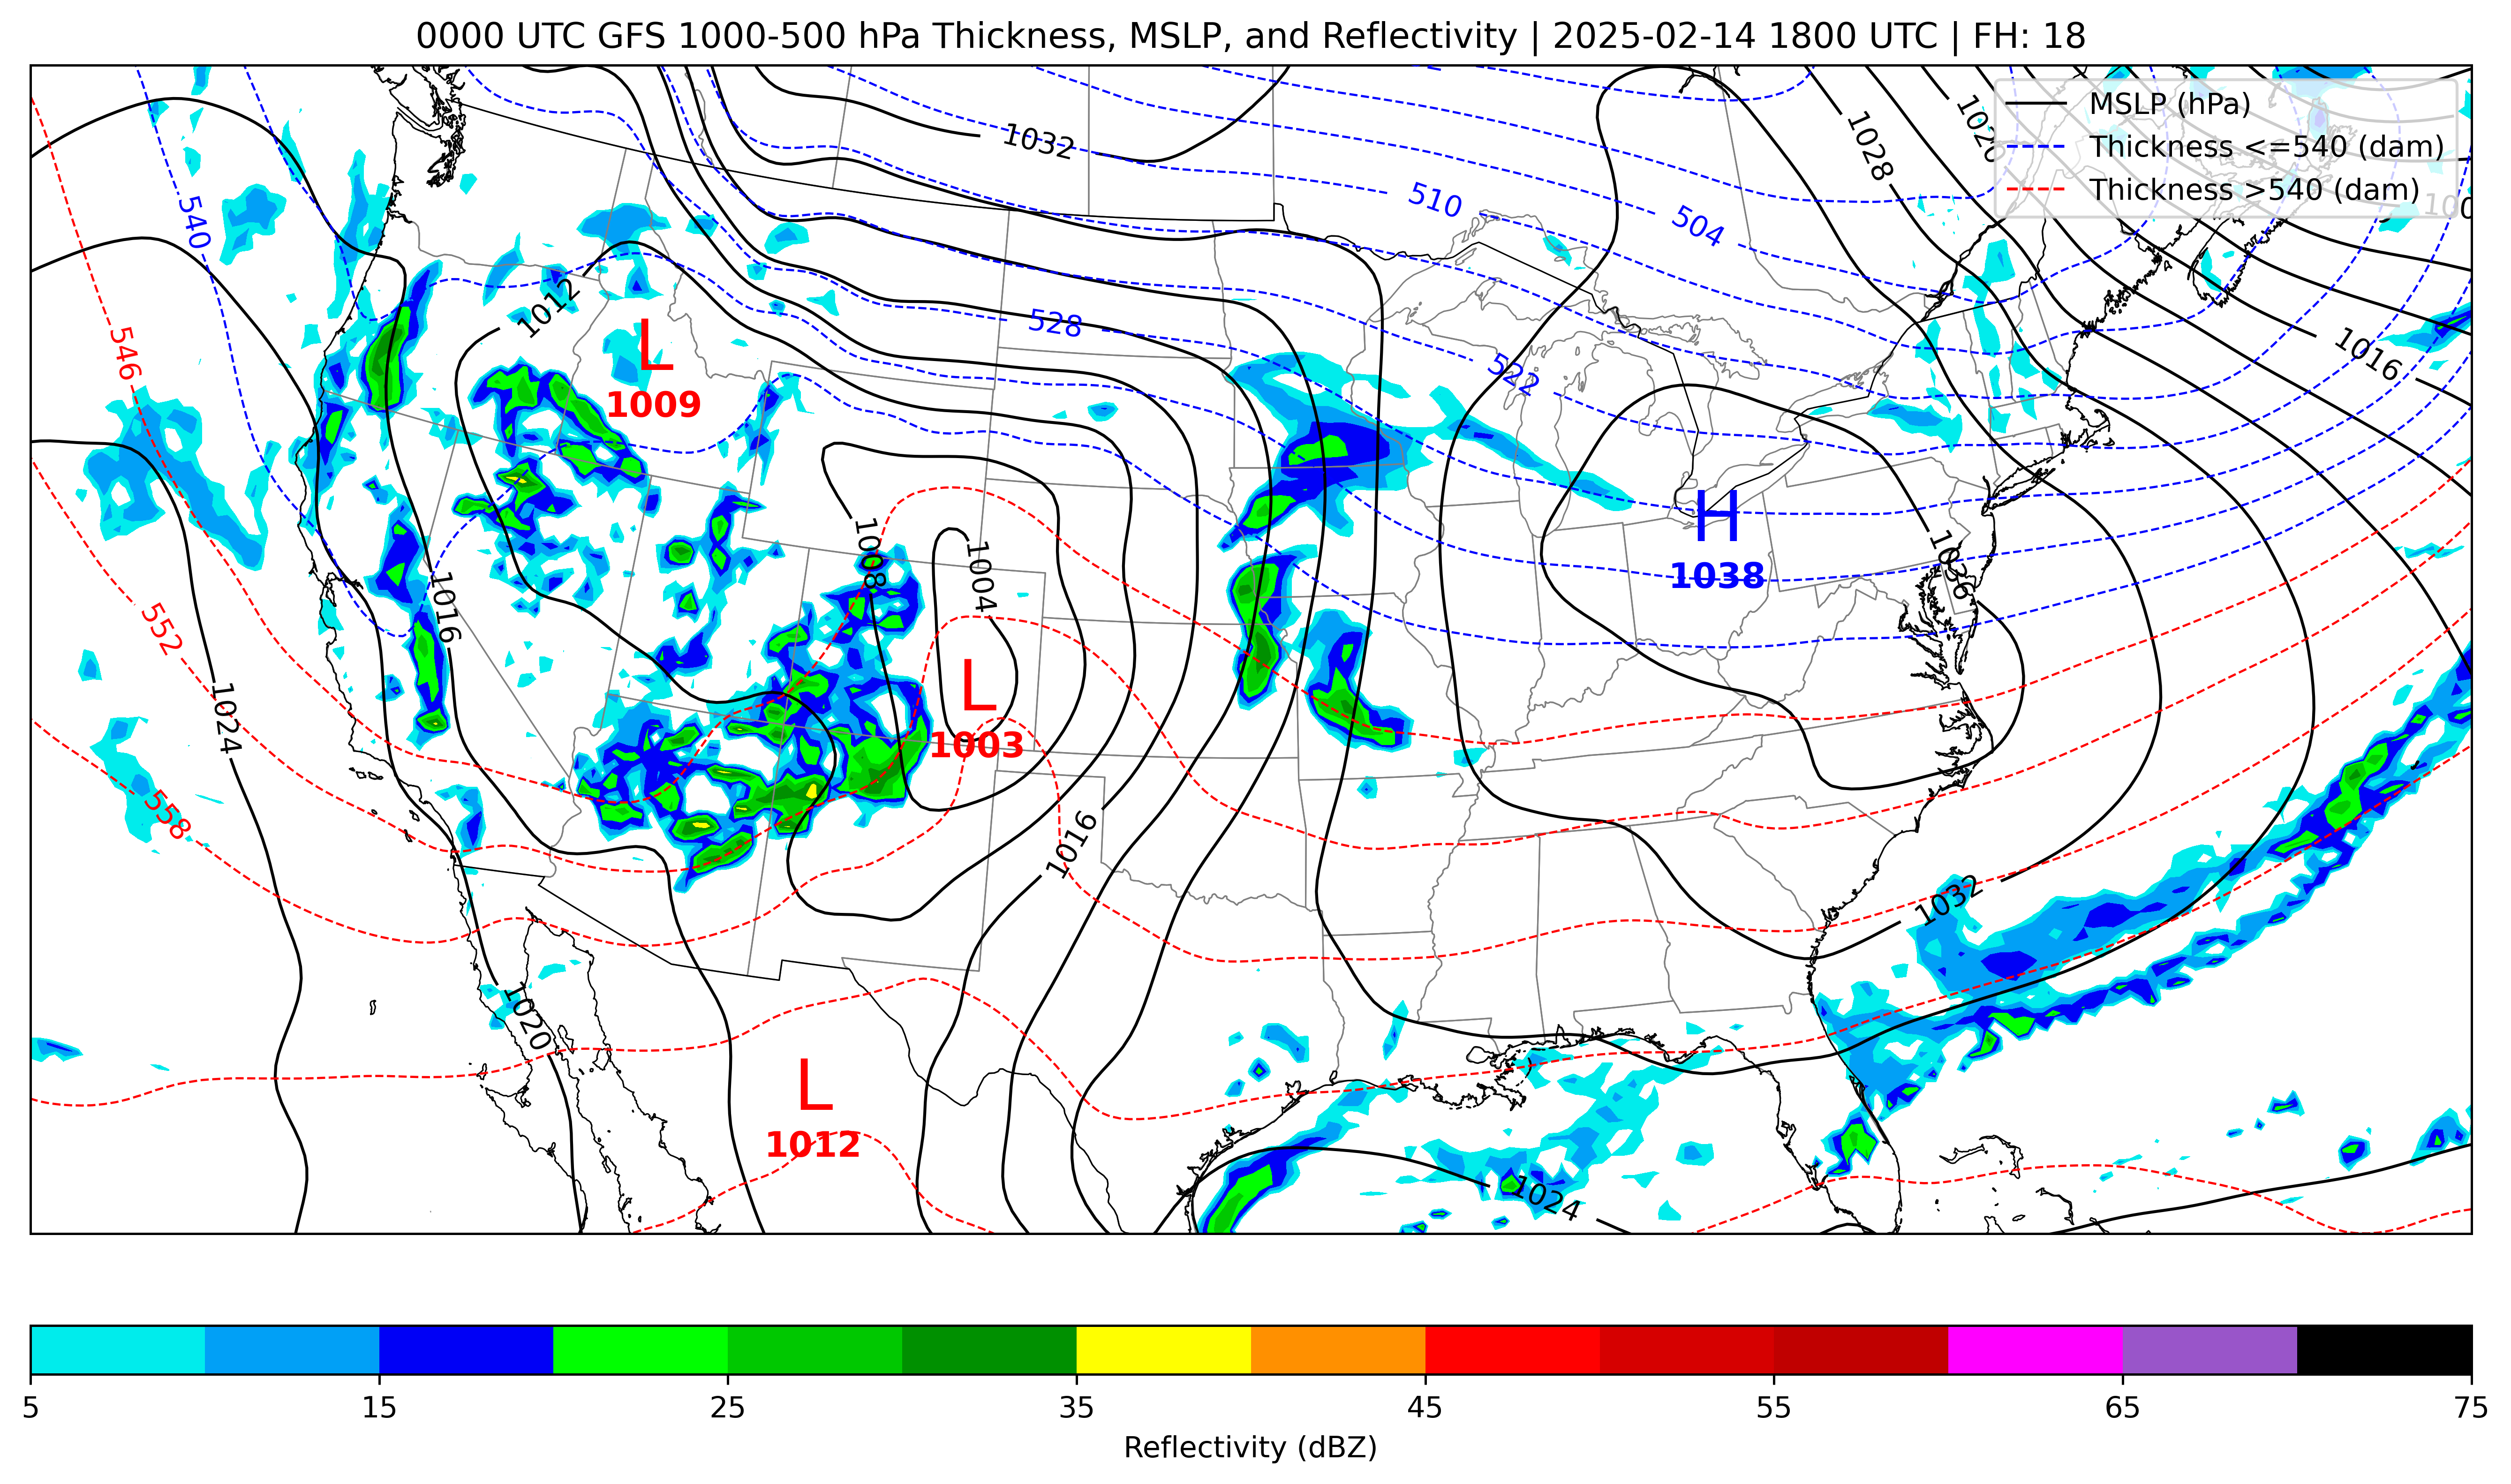 0000 UTC GFS 1000-500 hPa Thickness, MSLP, and Reflectivity | 2025-02-14 1800 UTC | FH: 18
MSLP (hPa)
Thickness <=540 (dam)
Thickness >540 (dam)
1032
1028
1020
510
504
540
1012
528
546
L
1009
522
1016
1008
1004
H
1038
1036
552
1016
L
1003
1024
558
1016
1032
1020
L
1012
1024
5 15 25 35 45 55 65 75
Reflectivity (dBZ)